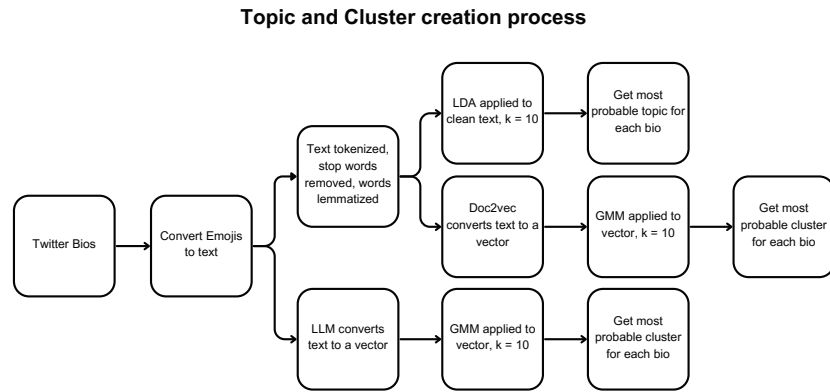 Topic and Cluster creation process
Twitter Bios
Convert Emojis
to text
Text tokenized,
stop words
removed, words
lemmatized
LDA applied to
clean text, k = 10
Get most
probable topic for
each bio
Doc2vec
converts text to a
vector
GMM applied to
vector, k = 10
Get most
probable cluster
for each bio
LLM converts
text to a vector
GMM applied to
vector, k = 10
Get most
probable cluster
for each bio